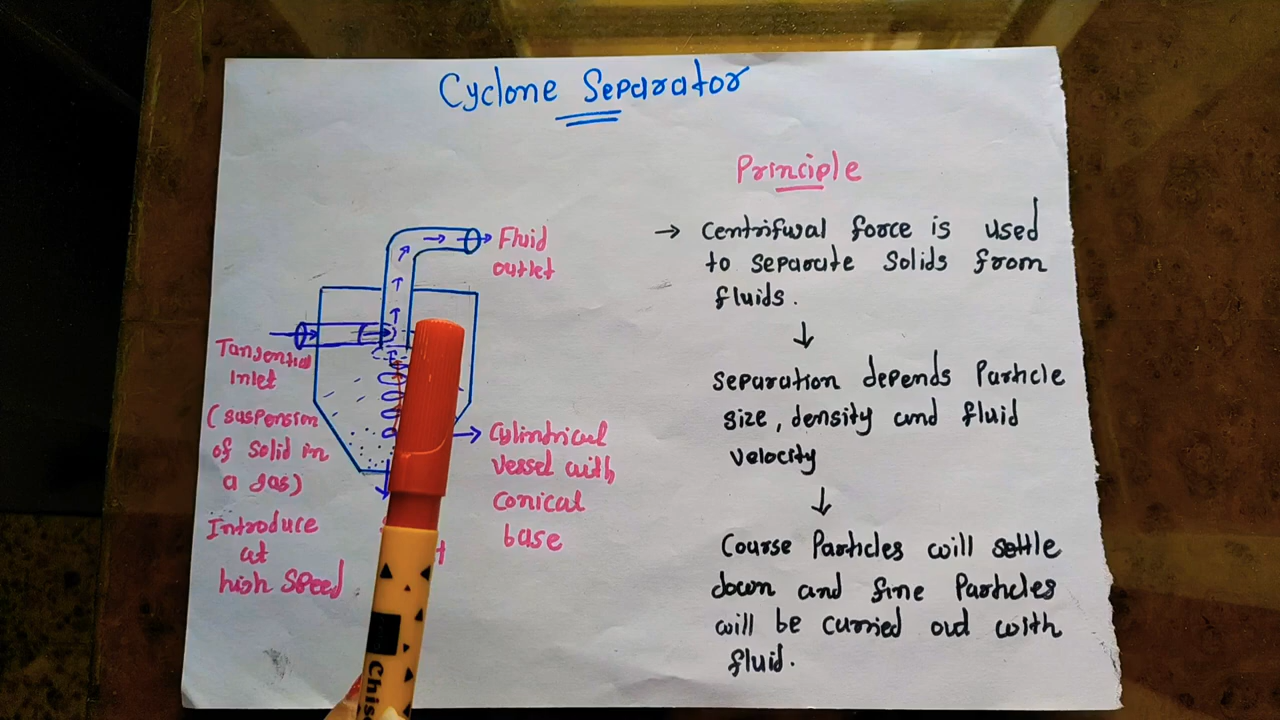 Cyclone Separator
Principle
→ Centrifugal force is used
to separate solids from
fluids.
↓
Separation depends Particle
size, density and fluid
velocity
↓
Course Particles will settle
down and fine Particles
will be carried out with
fluid.
Fluid
outlet
Tangential
inlet
(suspension
of solid in
a gas)
Introduce
at
high speed
Cylindrical
vessel with
conical
base